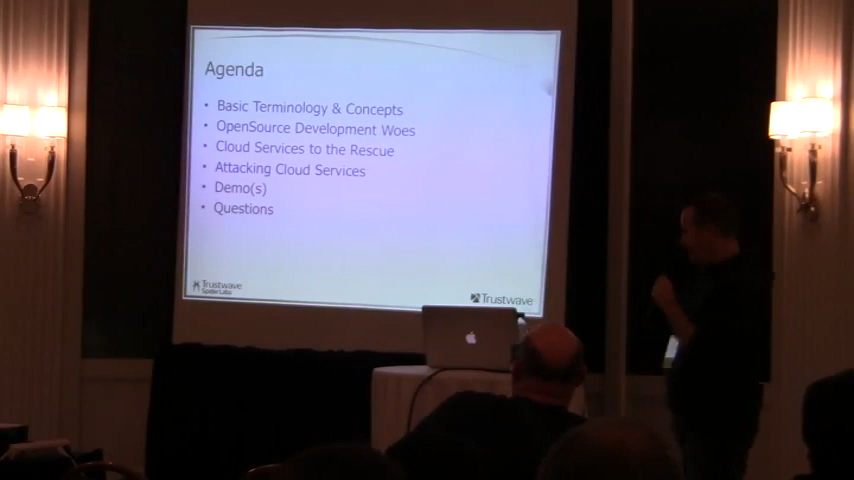 Agenda
• Basic Terminology & Concepts
• OpenSource Development Woes
• Cloud Services to the Rescue
• Attacking Cloud Services
• Demo(s)
• Questions
Trustwave
SpiderLabs
Trustwave